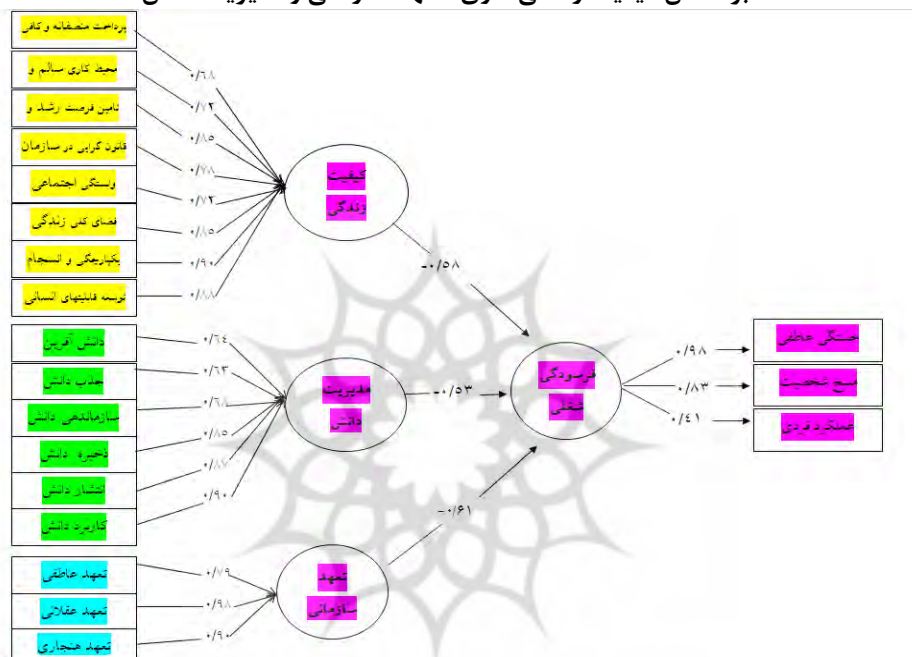 پرداخت منصفانه و کافی
محیط کاری سالم و
تامین فرصت رشد و
قانون گرایی در سازمان
وابستگی اجتماعی
فضای کلی زندگی
یکپارچگی و انسجام
توسعه قابلیتهای انسانی
۰/۶۸
۰/۷۲
۰/۸۵
۰/۷۸
۰/۷۲
۰/۸۵
۰/۹۰
۰/۸۸
کیفیت
زندگی
-۰/۵۸
دانش آفرین
جذب دانش
سازماندهی دانش
ذخیره دانش
انتشار دانش
کاربرد دانش
۰/۶٤
۰/۶۳
۰/۶۸
۰/۸۵
۰/۸۷
۰/۹۰
مدیریت
دانش
-۰/۵۳
فرسودگی
شغلی
۰/۹۸
۰/۸۳
۰/٤۱
خستگی عاطفی
مسخ شخصیت
عملکرد فردی
تعهد عاطفی
تعهد عقلانی
تعهد هنجاری
۰/۷۹
۰/۹۸
۰/۹۰
تعهد
سازمانی
-۰/۶۱